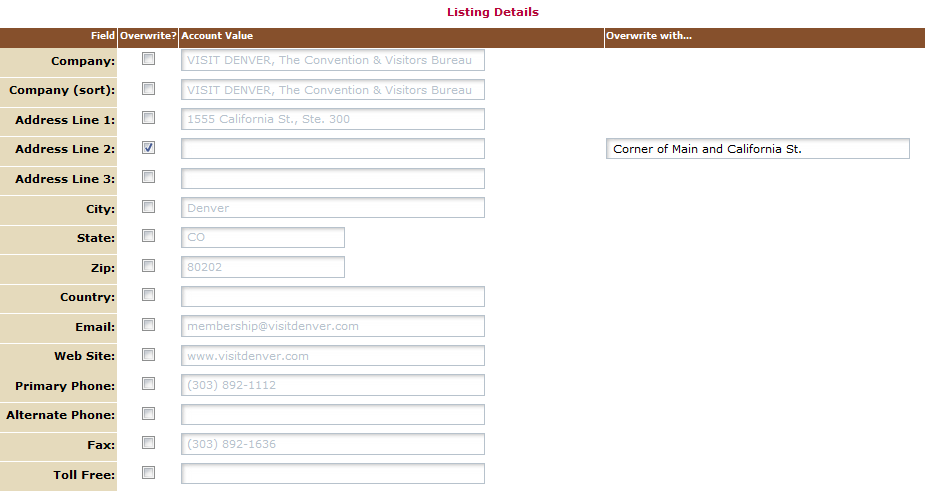 Listing Details
Field Overwrite? Account Value Overwrite with...
Company: VISIT DENVER, The Convention & Visitors Bureau
Company (sort): VISIT DENVER, The Convention & Visitors Bureau
Address Line 1: 1555 California St., Ste. 300
Address Line 2: Corner of Main and California St.
Address Line 3:
City: Denver
State: CO
Zip: 80202
Country:
Email: membership@visitdenver.com
Web Site: www.visitdenver.com
Primary Phone: (303) 892-1112
Alternate Phone:
Fax: (303) 892-1636
Toll Free: